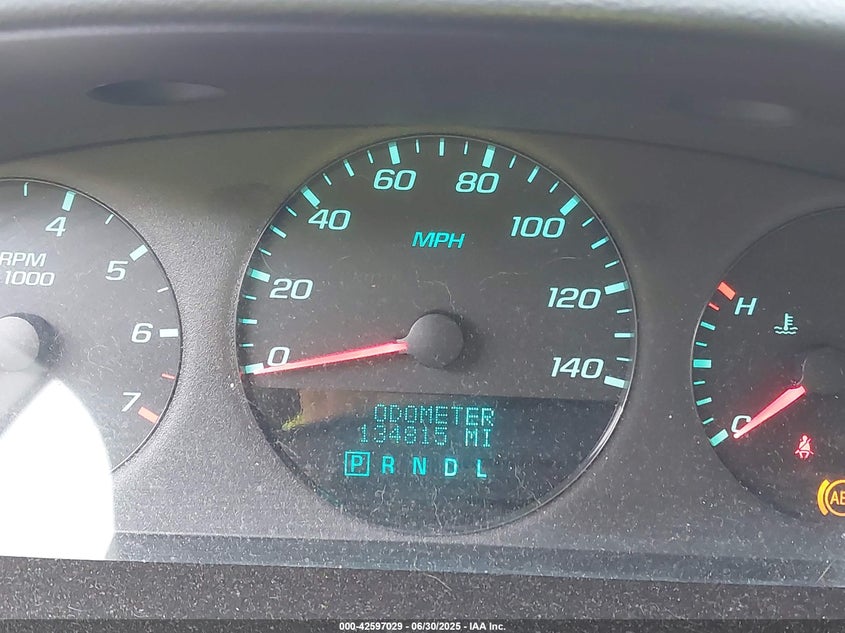 60 80
4 40 100
MPH
RPM 5
1000 20 120 H
6 0 140
7 C
ODOMETER
134815 MI
P R N D L
000-42597029 - 06/30/2025 - IAA Inc.